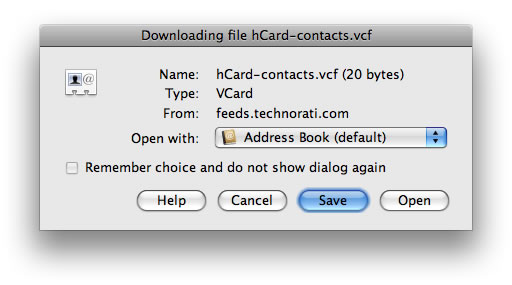 Downloading file hCard-contacts.vcf
@
Name: hCard-contacts.vcf (20 bytes)
Type: VCard
From: feeds.technorati.com
Open with: Address Book (default)
Remember choice and do not show dialog again
Help Cancel Save Open